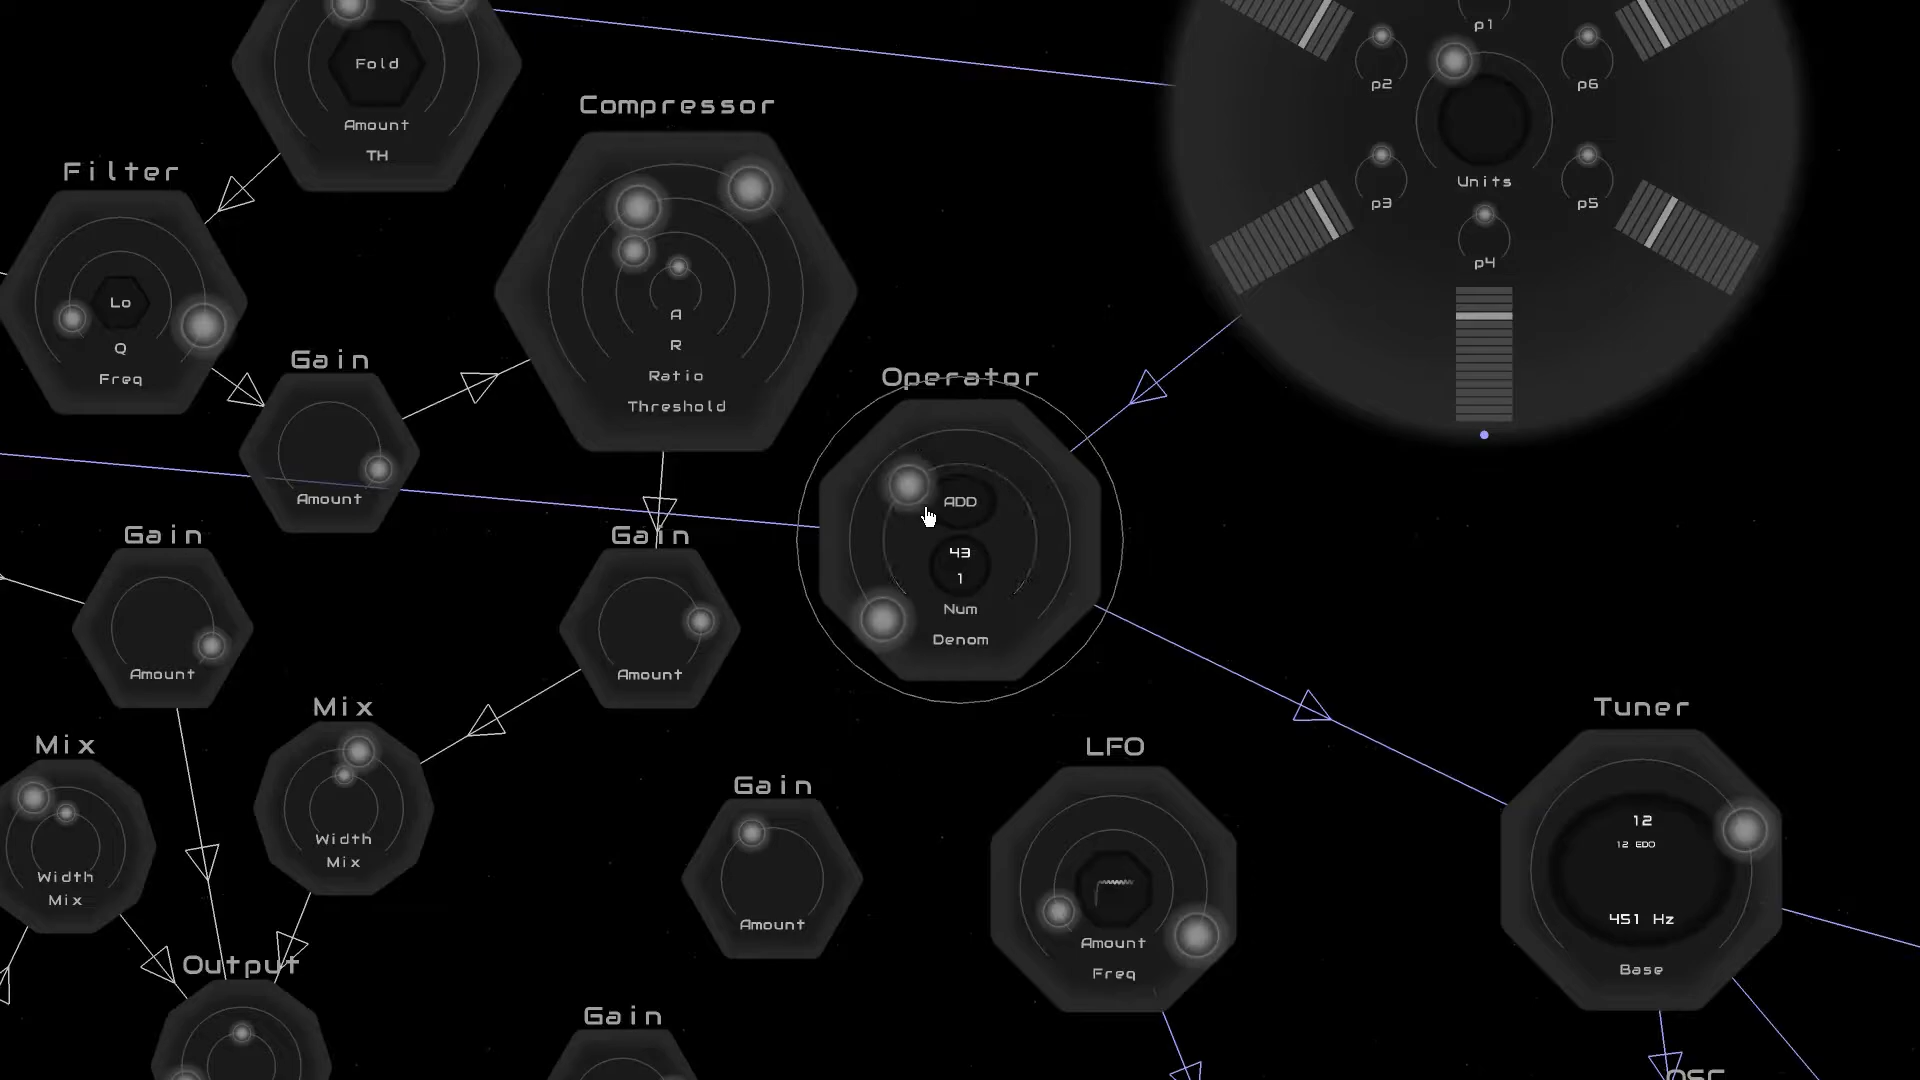 p1
Fold
p2
p6
Compressor
Amount
TH
Filter
Units
p3
p5
p4
Lo
A
Q
R
Gain
Ratio
Freq
Operator
Threshold
Amount
ADD
Gain
Gain
43
1
Num
Denom
Amount
Amount
Mix
Tuner
Mix
LFO
Gain
12
12 EDO
Width
Mix
Width
Mix
451 Hz
Amount
Amount
Freq
Output
Base
Gain
OSC